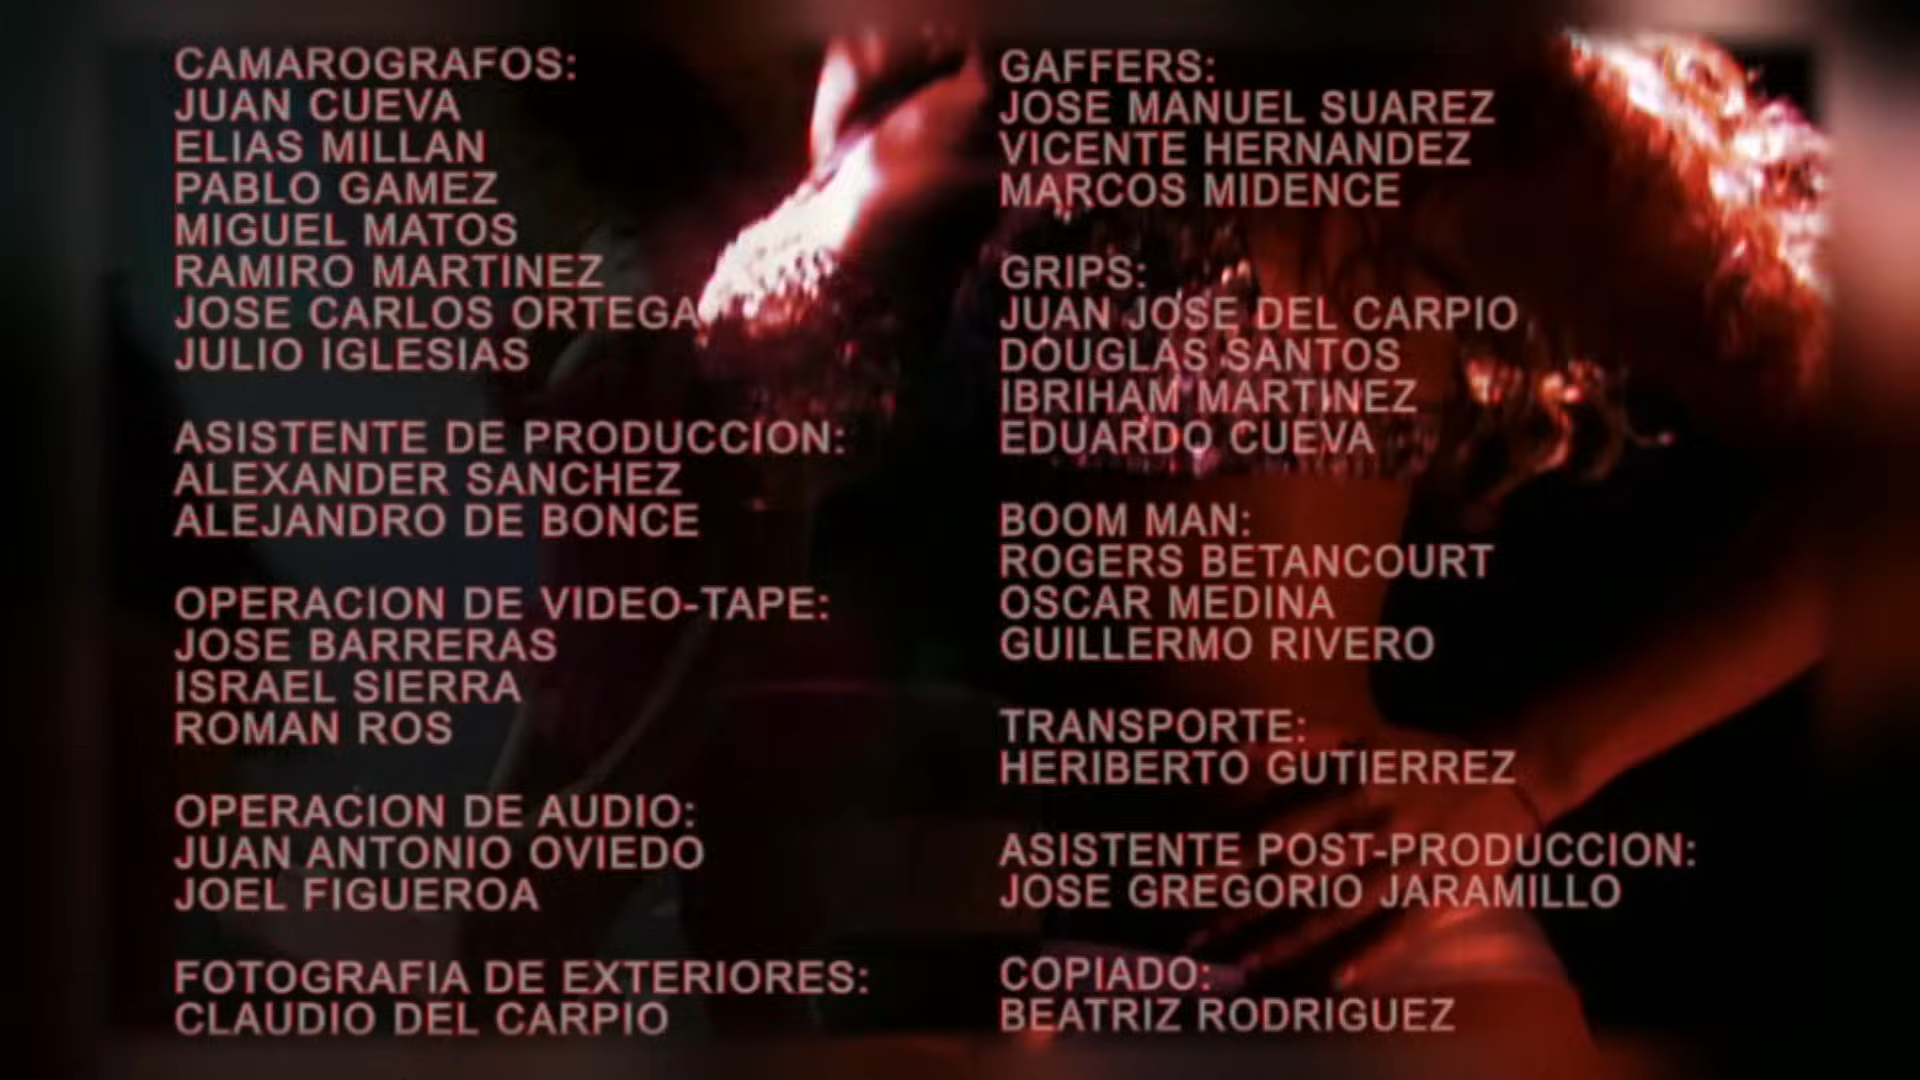 CAMAROGRAFOS:
JUAN CUEVA
ELIAS MILLAN
PABLO GAMEZ
MIGUEL MATOS
RAMIRO MARTINEZ
JOSE CARLOS ORTEGA
JULIO IGLESIAS
ASISTENTE DE PRODUCCION:
ALEXANDER SANCHEZ
ALEJANDRO DE BONCE
OPERACION DE VIDEO-TAPE:
JOSE BARRERAS
ISRAEL SIERRA
ROMAN ROS
OPERACION DE AUDIO:
JUAN ANTONIO OVIEDO
JOEL FIGUEROA
FOTOGRAFIA DE EXTERIORES:
CLAUDIO DEL CARPIO
GAFFERS:
JOSE MANUEL SUAREZ
VICENTE HERNANDEZ
MARCOS MIDENCE
GRIPS:
JUAN JOSE DEL CARPIO
DOUGLAS SANTOS
IBRIHAM MARTINEZ
EDUARDO CUEVA
BOOM MAN:
ROGERS BETANCOURT
OSCAR MEDINA
GUILLERMO RIVERO
TRANSPORTE:
HERIBERTO GUTIERREZ
ASISTENTE POST-PRODUCCION:
JOSE GREGORIO JARAMILLO
COPIADO:
BEATRIZ RODRIGUEZ